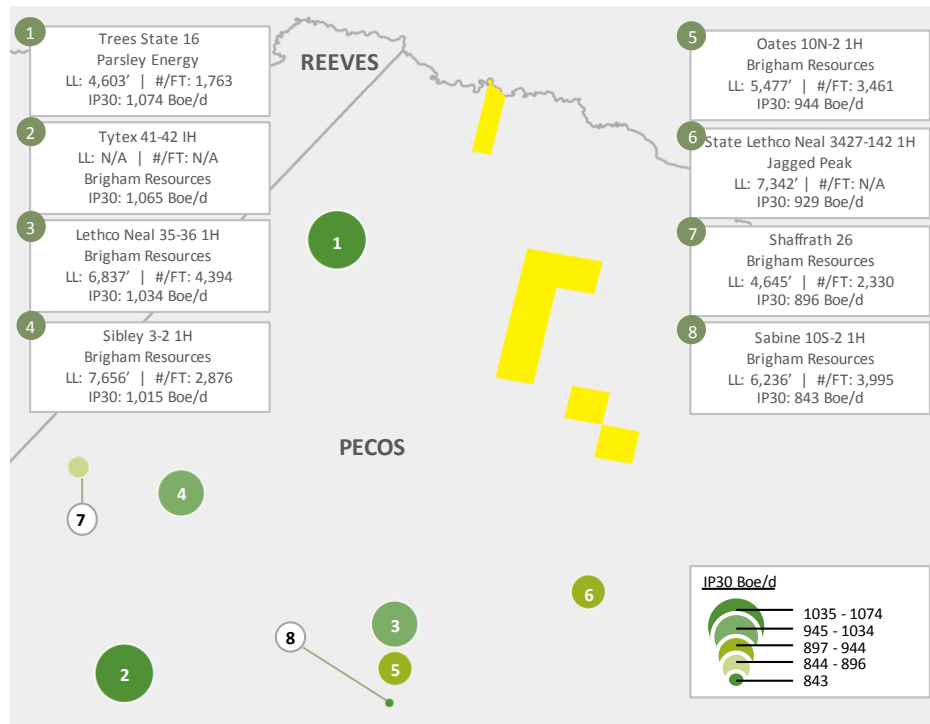 1
Trees State 16
Parsley Energy
LL: 4,603’ | #/FT: 1,763
IP30: 1,074 Boe/d
2
Tytex 41-42 IH
LL: N/A | #/FT: N/A
Brigham Resources
IP30: 1,065 Boe/d
3
Lethco Neal 35-36 1H
Brigham Resources
LL: 6,837’ | #/FT: 4,394
IP30: 1,034 Boe/d
4
Sibley 3-2 1H
Brigham Resources
LL: 7,656’ | #/FT: 2,876
IP30: 1,015 Boe/d
5
Oates 10N-2 1H
Brigham Resources
LL: 5,477’ | #/FT: 3,461
IP30: 944 Boe/d
6
State Lethco Neal 3427-142 1H
Jagged Peak
LL: 7,342’ | #/FT: N/A
IP30: 929 Boe/d
7
Shaffrath 26
Brigham Resources
LL: 4,645’ | #/FT: 2,330
IP30: 896 Boe/d
8
Sabine 10S-2 1H
Brigham Resources
LL: 6,236’ | #/FT: 3,995
IP30: 843 Boe/d
REEVES
1
PECOS
7
4
6
3
8
5
2
IP30 Boe/d
1035 - 1074
945 - 1034
897 - 944
844 - 896
843